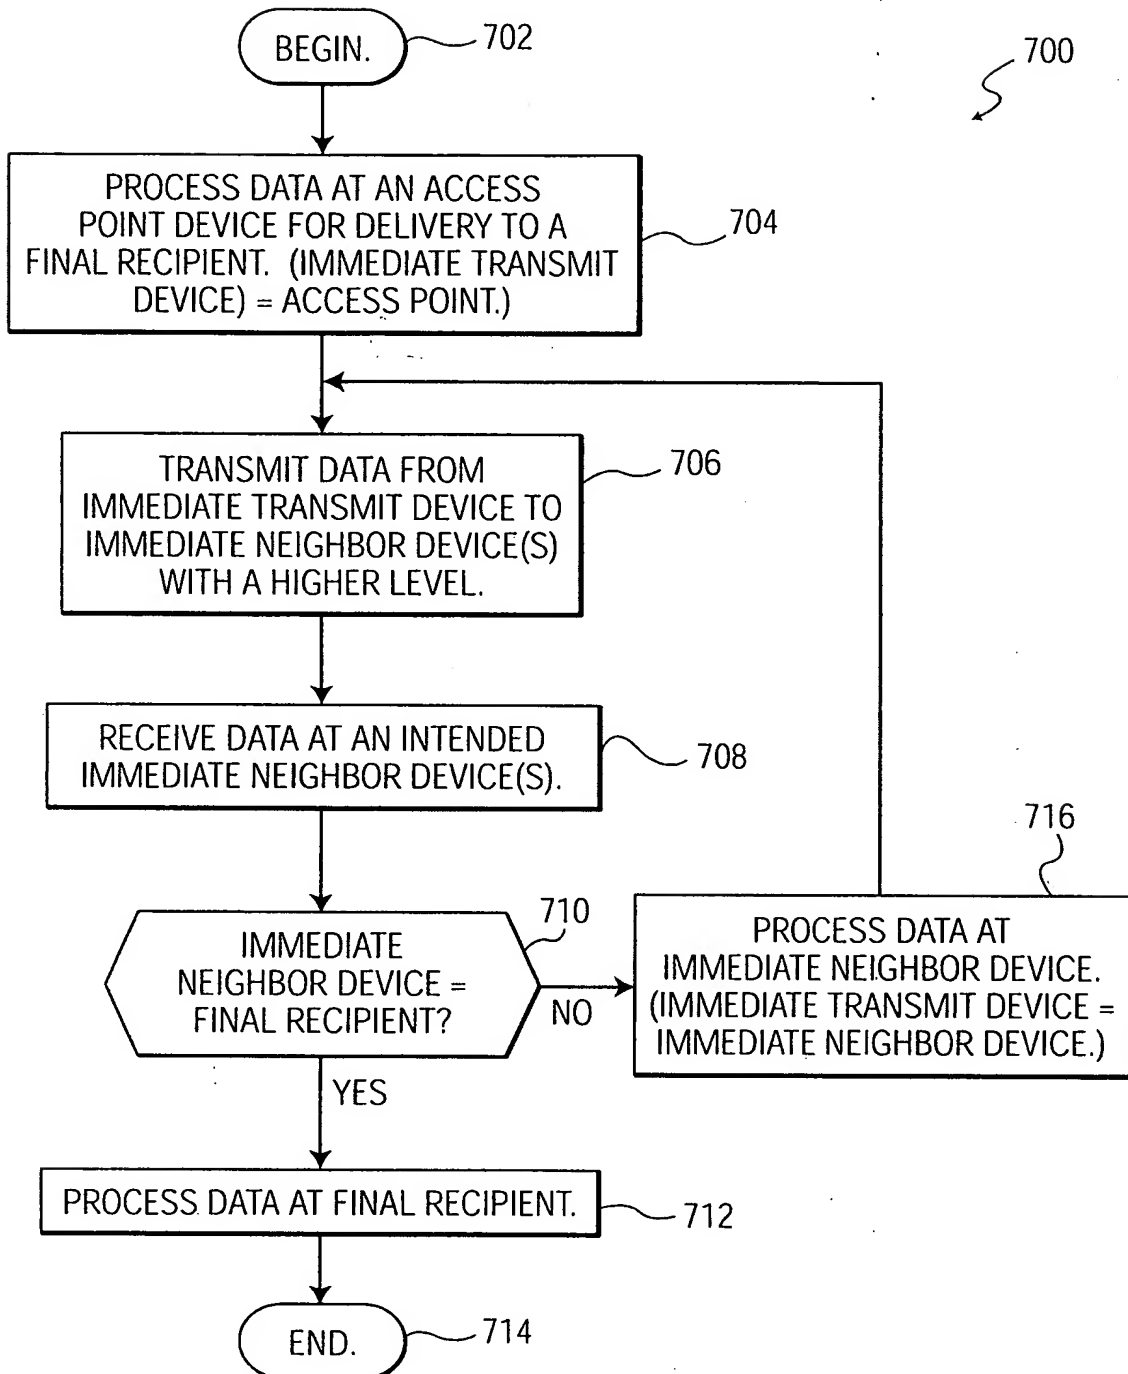 BEGIN.
702
700
PROCESS DATA AT AN ACCESS
POINT DEVICE FOR DELIVERY TO A
FINAL RECIPIENT. (IMMEDIATE TRANSMIT
DEVICE) = ACCESS POINT.)
704
TRANSMIT DATA FROM
IMMEDIATE TRANSMIT DEVICE TO
IMMEDIATE NEIGHBOR DEVICE(S)
WITH A HIGHER LEVEL.
706
RECEIVE DATA AT AN INTENDED
IMMEDIATE NEIGHBOR DEVICE(S).
708
IMMEDIATE
NEIGHBOR DEVICE =
FINAL RECIPIENT?
710
NO
716
PROCESS DATA AT
IMMEDIATE NEIGHBOR DEVICE.
(IMMEDIATE TRANSMIT DEVICE =
IMMEDIATE NEIGHBOR DEVICE.)
YES
PROCESS DATA AT FINAL RECIPIENT.
712
END.
714